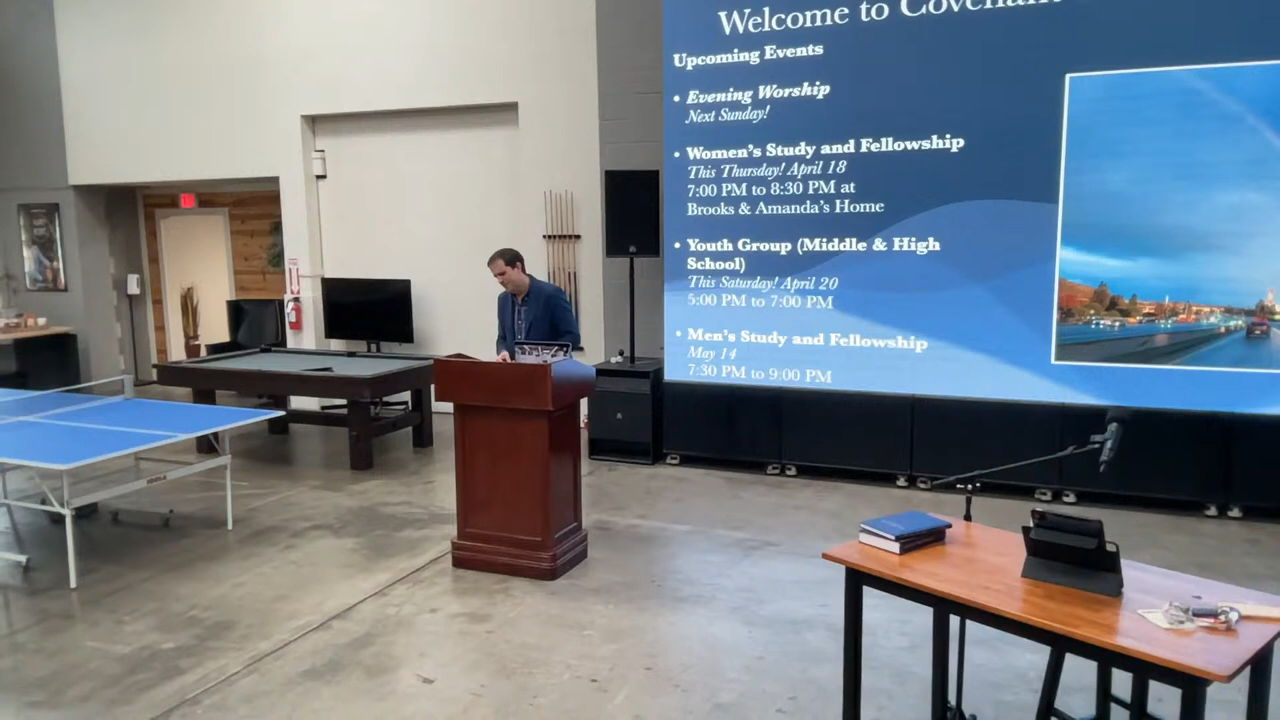 Welcome to Covenan
Upcoming Events
• Evening Worship
Next Sunday!
• Women's Study and Fellowship
This Thursday! April 18
7:00 PM to 8:30 PM at
Brooks & Amanda's Home
• Youth Group (Middle & High
School)
This Saturday! April 20
5:00 PM to 7:00 PM
• Men's Study and Fellowship
May 14
7:30 PM to 9:00 PM